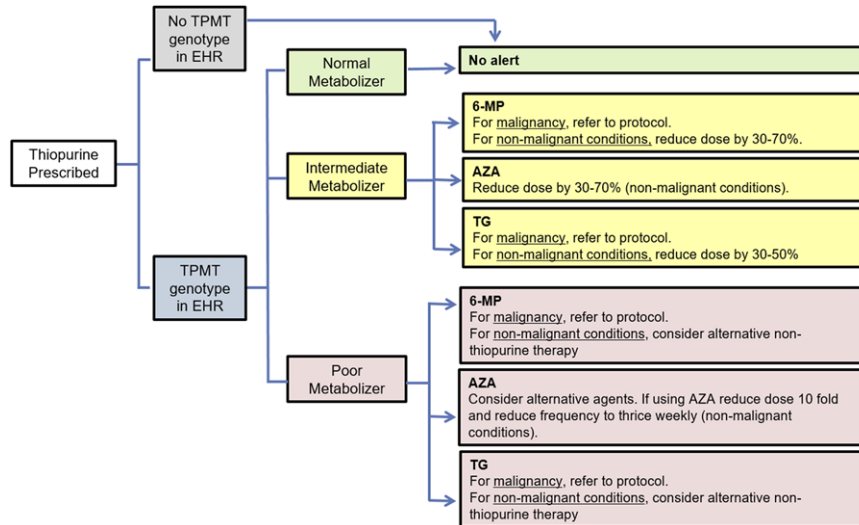 No TPMT
genotype
in EHR
Normal
Metabolizer
No alert
6-MP
For malignancy, refer to protocol.
For non-malignant conditions, reduce dose by 30-70%.
Thiopurine
Prescribed
Intermediate
Metabolizer
AZA
Reduce dose by 30-70% (non-malignant conditions).
TG
For malignancy, refer to protocol.
For non-malignant conditions, reduce dose by 30-50%
TPMT
genotype
in EHR
6-MP
For malignancy, refer to protocol.
For non-malignant conditions, consider alternative non-
thiopurine therapy
Poor
Metabolizer
AZA
Consider alternative agents. If using AZA reduce dose 10 fold
and reduce frequency to thrice weekly (non-malignant
conditions).
TG
For malignancy, refer to protocol.
For non-malignant conditions, consider alternative non-
thiopurine therapy